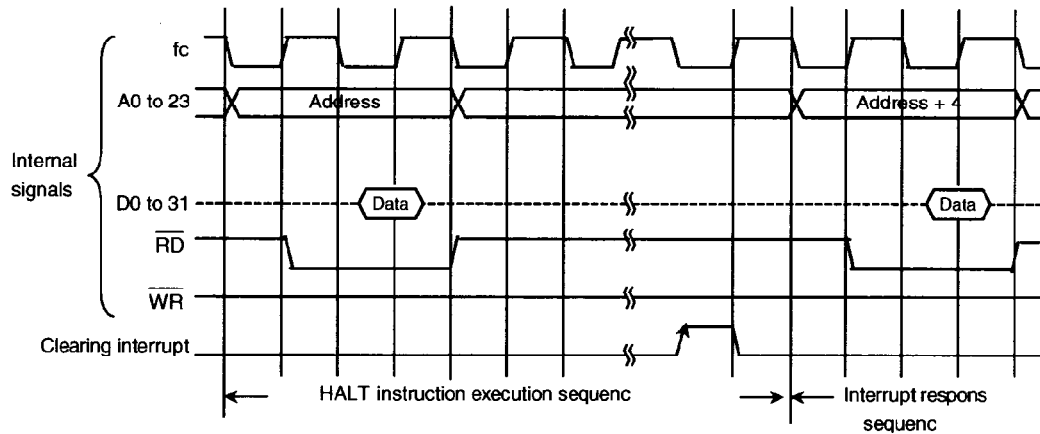 fc
A0 to 23
Address
Address + 4
Internal
signals
D0 to 31
Data
Data
RD
WR
Clearing interrupt
HALT instruction execution sequenc
Interrupt respons
sequenc